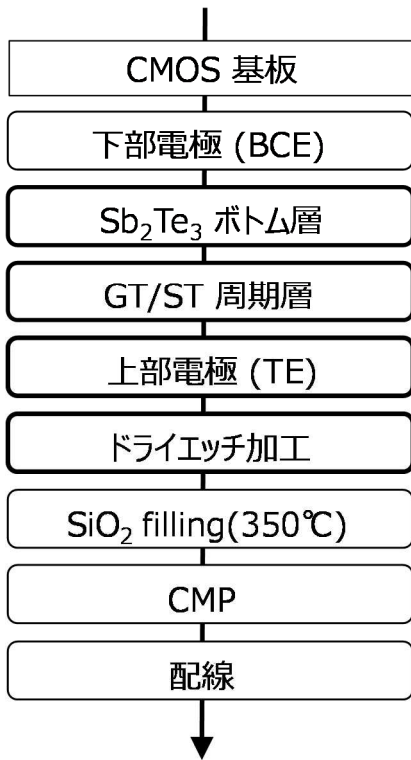 CMOS 基板
下部電極 (BCE)
Sb₂Te₃ ボトム層
GT/ST 周期層
上部電極 (TE)
ドライエッチ加工
SiO₂ filling(350℃)
CMP
配線